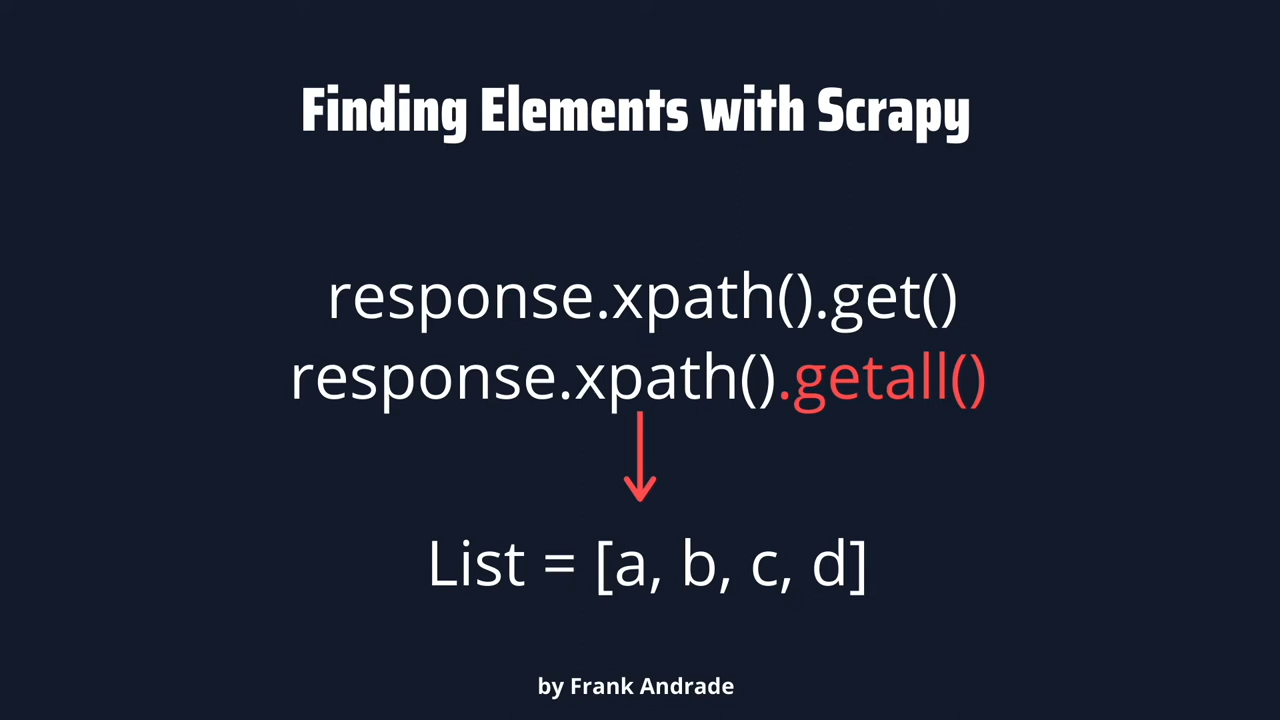 Finding Elements with Scrapy
response.xpath().get()
response.xpath().getall()
List = [a, b, c, d]
by Frank Andrade